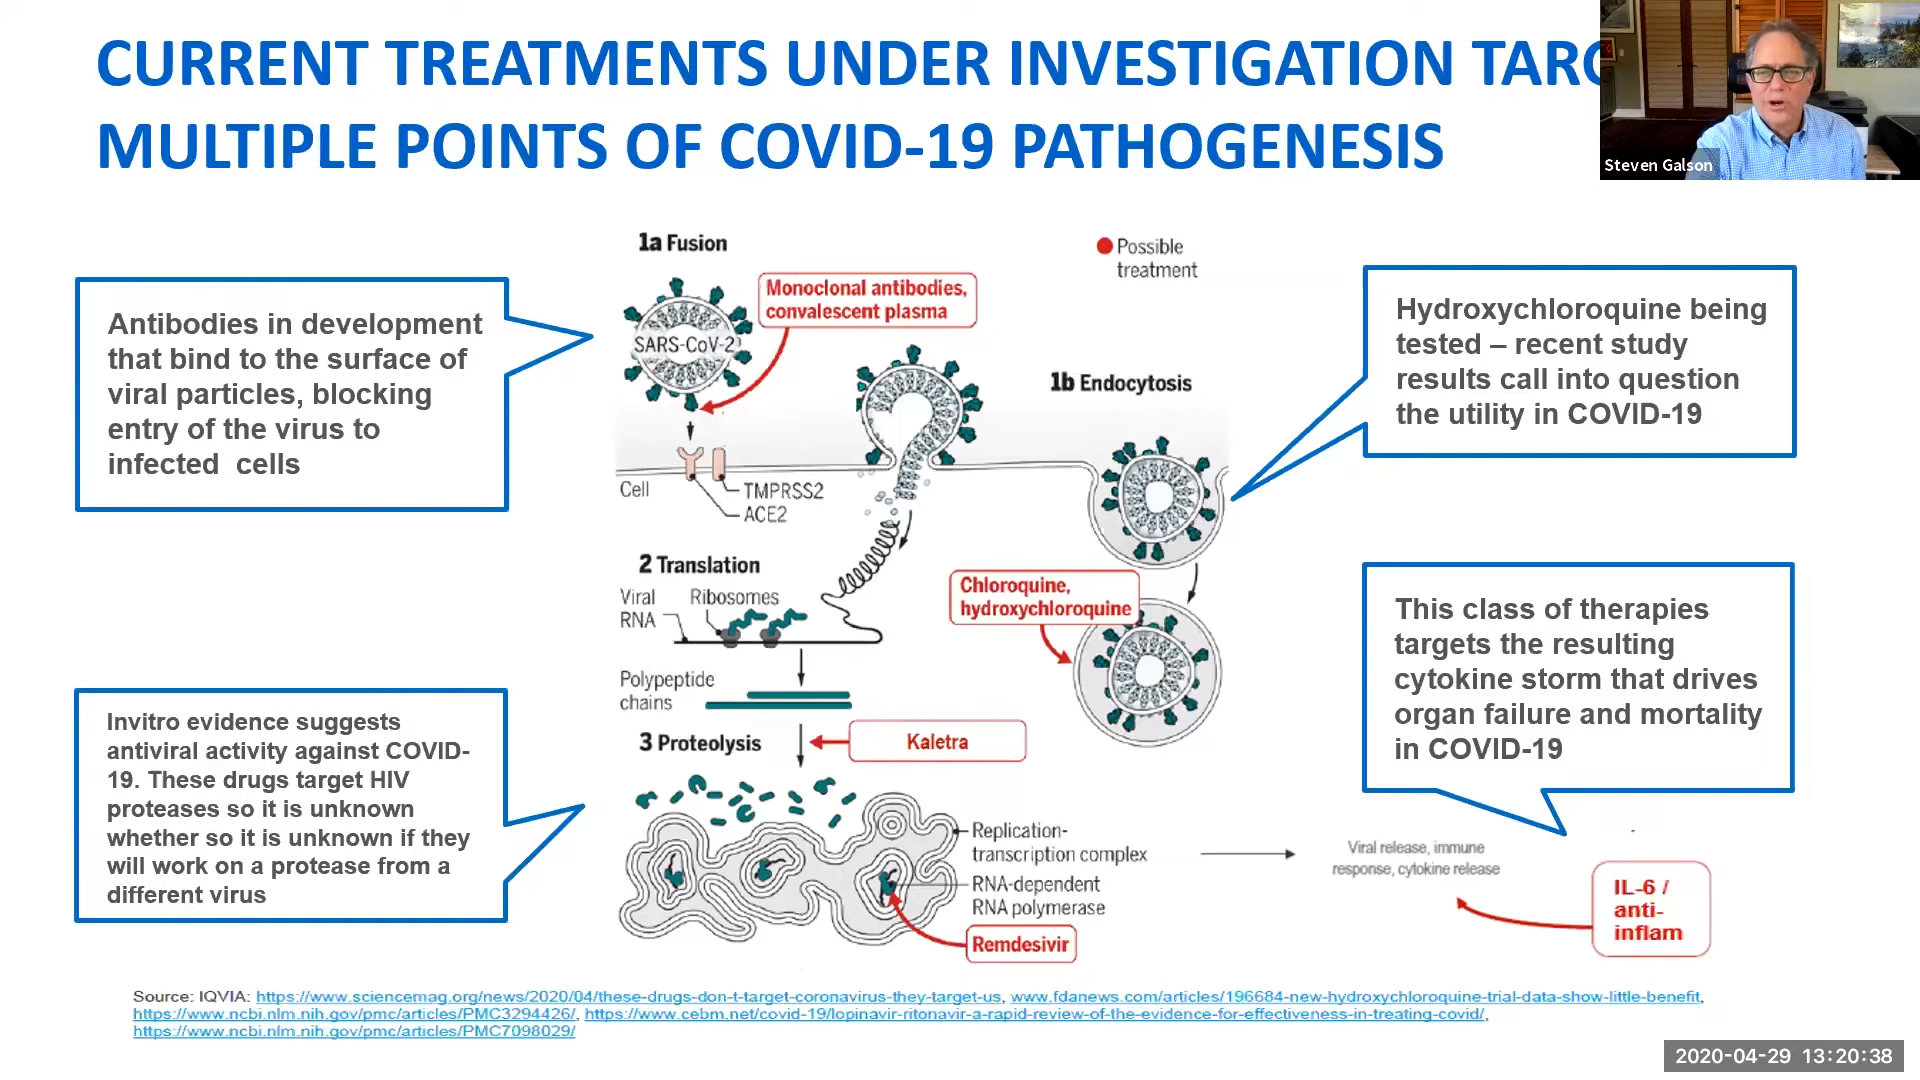 CURRENT TREATMENTS UNDER INVESTIGATION TARG
MULTIPLE POINTS OF COVID-19 PATHOGENESIS
Steven Galson
Antibodies in development
that bind to the surface of
viral particles, blocking
entry of the virus to
infected cells
1a Fusion
Monoclonal antibodies,
convalescent plasma
SARS-CoV-2
Possible
treatment
1b Endocytosis
Cell
TMPRSS2
ACE2
Hydroxychloroquine being
tested – recent study
results call into question
the utility in COVID-19
2 Translation
Viral
RNA
Ribosomes
Chloroquine,
hydroxychloroquine
Polypeptide
chains
3 Proteolysis
Kaletra
This class of therapies
targets the resulting
cytokine storm that drives
organ failure and mortality
in COVID-19
Invitro evidence suggests
antiviral activity against COVID-
19. These drugs target HIV
proteases so it is unknown
whether so it is unknown if they
will work on a protease from a
different virus
Replication-
transcription complex
RNA-dependent
RNA polymerase
Remdesivir
Viral release, immune
response, cytokine release
IL-6 /
anti-
inflam
Source: IQVIA: https://www.sciencemag.org/news/2020/04/these-drugs-don-t-target-coronavirus-they-target-us, www.fdanews.com/articles/196684-new-hydroxychloroquine-trial-data-show-little-benefit,
https://www.ncbi.nlm.nih.gov/pmc/articles/PMC3294426/, https://www.cebm.net/covid-19/lopinavir-ritonavir-a-rapid-review-of-the-evidence-for-effectiveness-in-treating-covid/,
https://www.ncbi.nlm.nih.gov/pmc/articles/PMC7098029/
2020-04-29 13:20:38